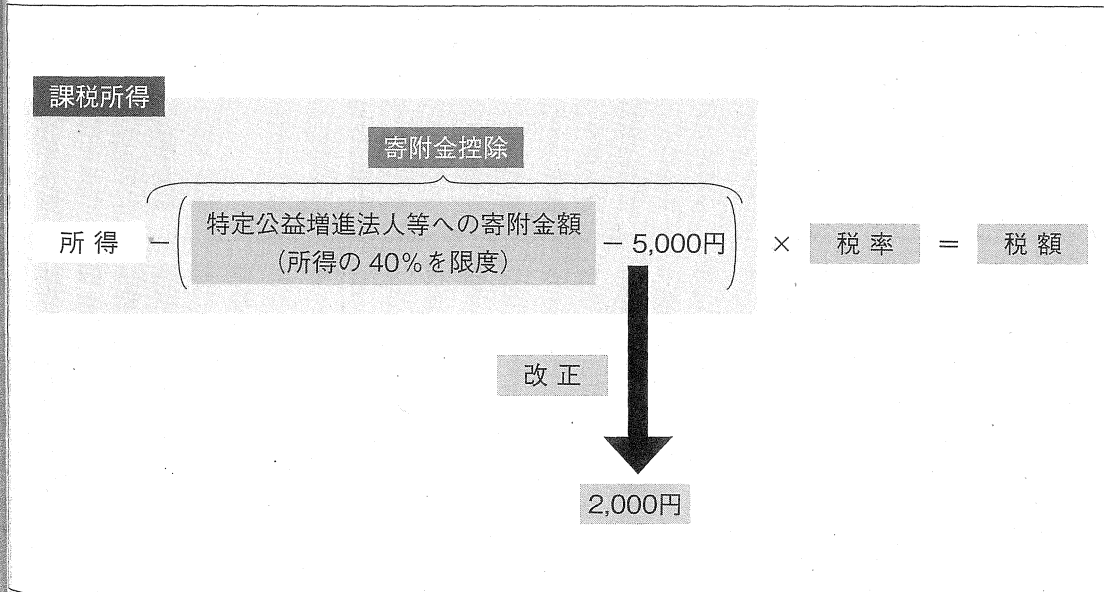 課税所得
寄附金控除
所得 − ( 特定公益増進法人等への寄附金額
(所得の 40%を限度) − 5,000円 ) × 税率 = 税額
改正
2,000円